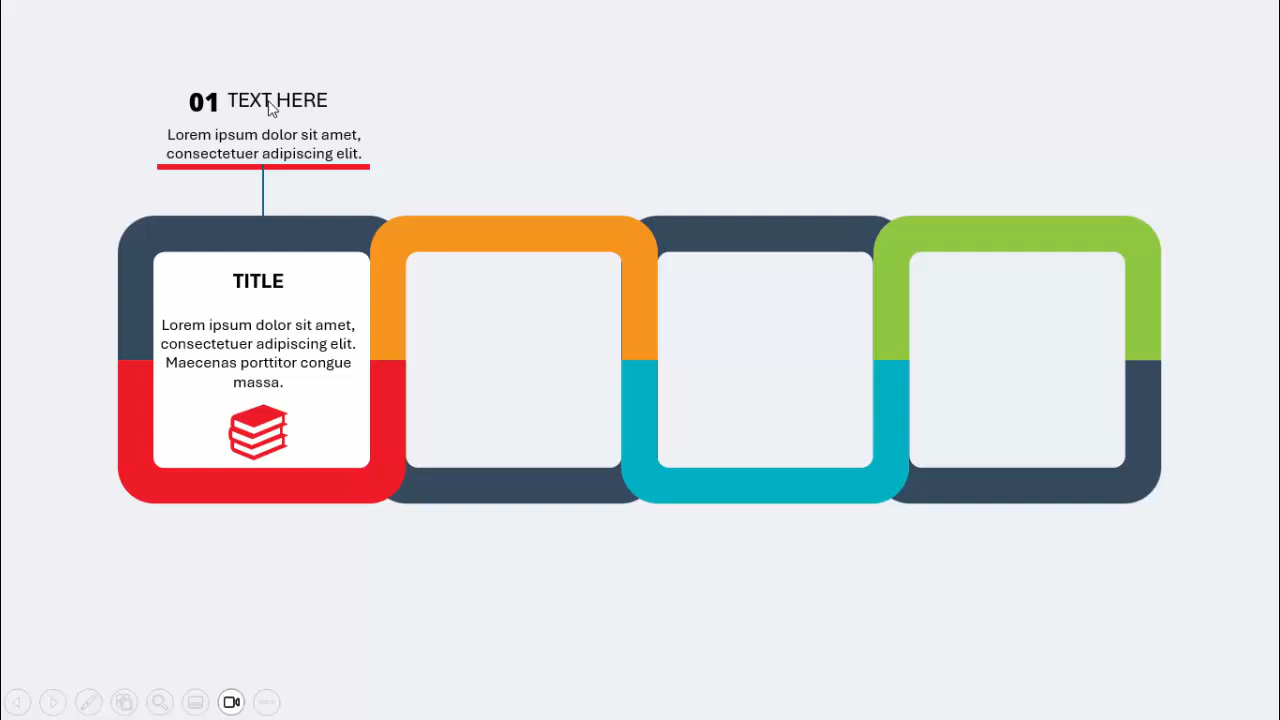 01 TEXT HERE
Lorem ipsum dolor sit amet,
consectetuer adipiscing elit.
TITLE
Lorem ipsum dolor sit amet,
consectetuer adipiscing elit.
Maecenas porttitor congue
massa.